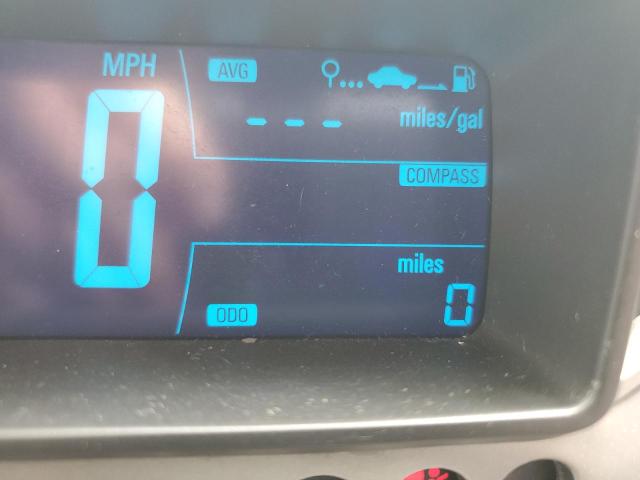 MPH
0
AVG
- - - miles/gal
COMPASS
miles
ODO 0